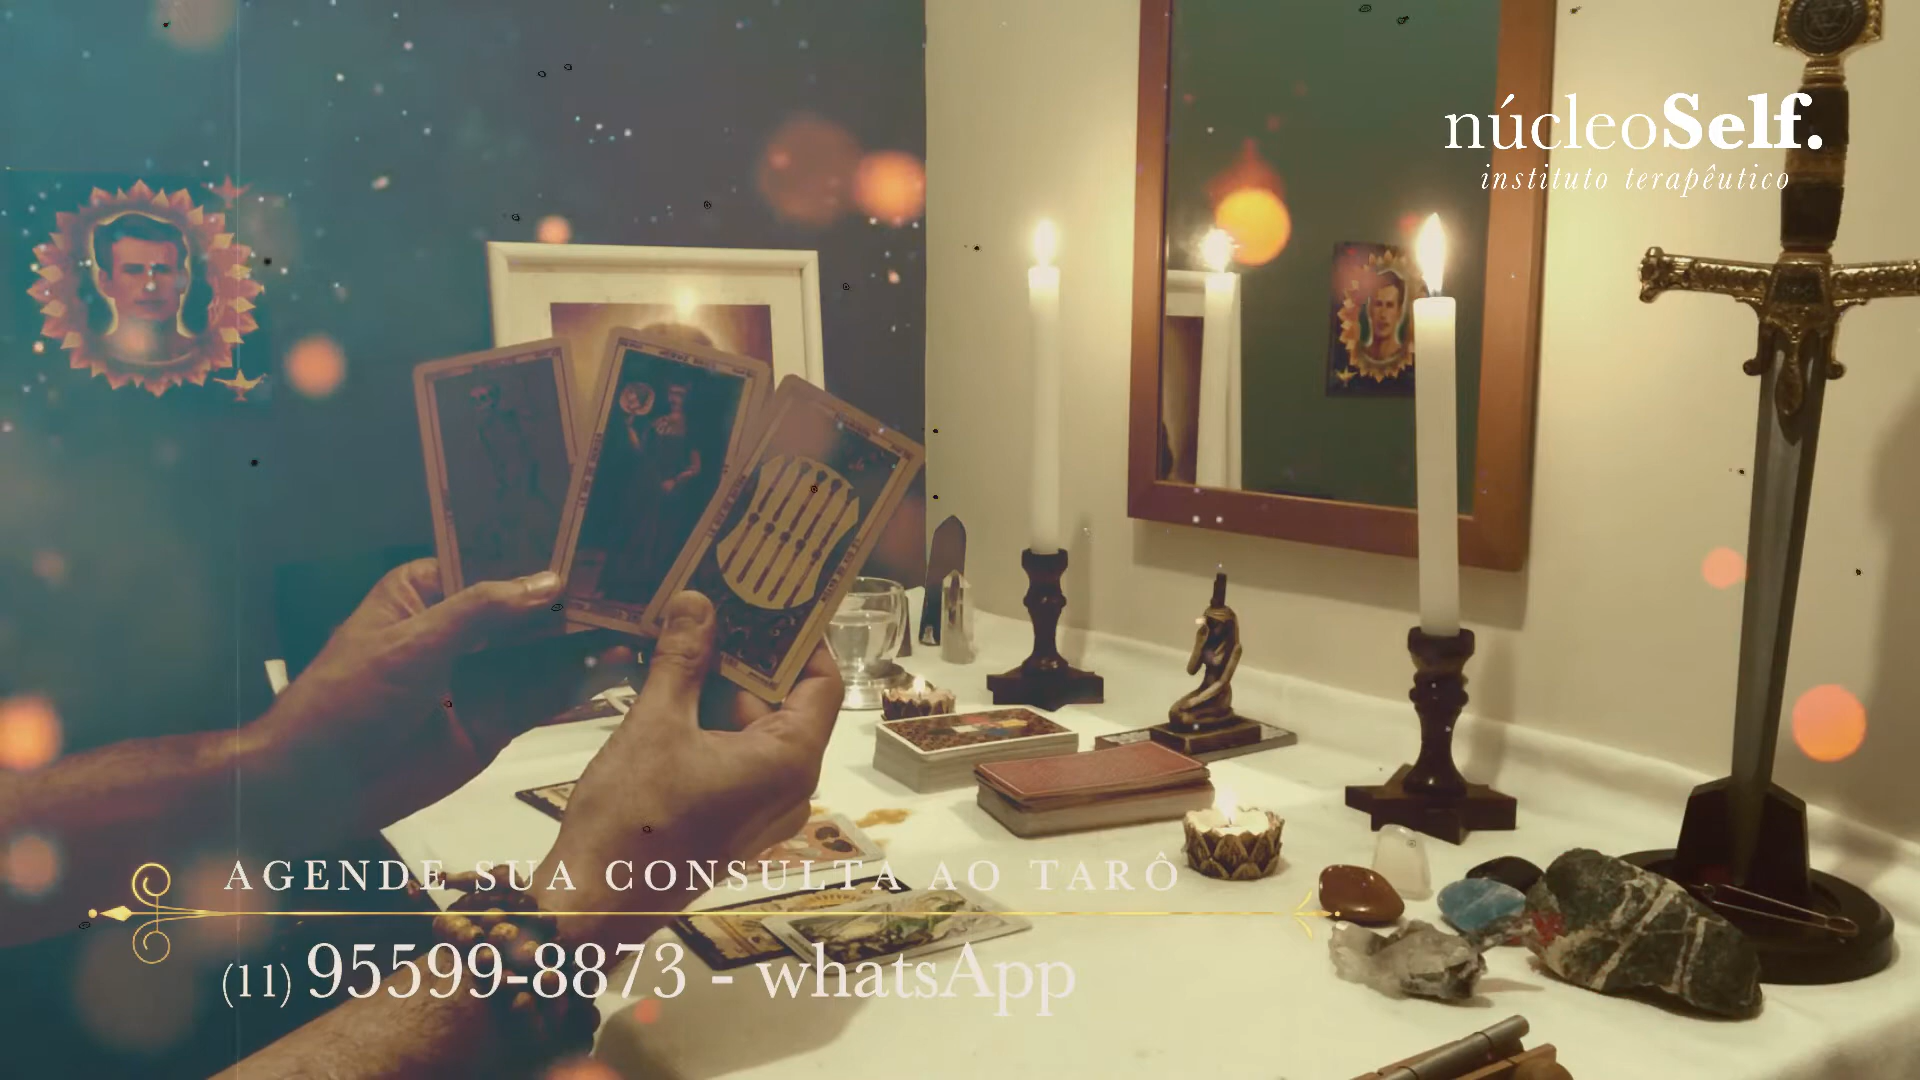 núcleoSelf.
instituto terapêutico
AGENDE SUA CONSULTA AO TARÔ
(11) 95599-8873 - whatsApp